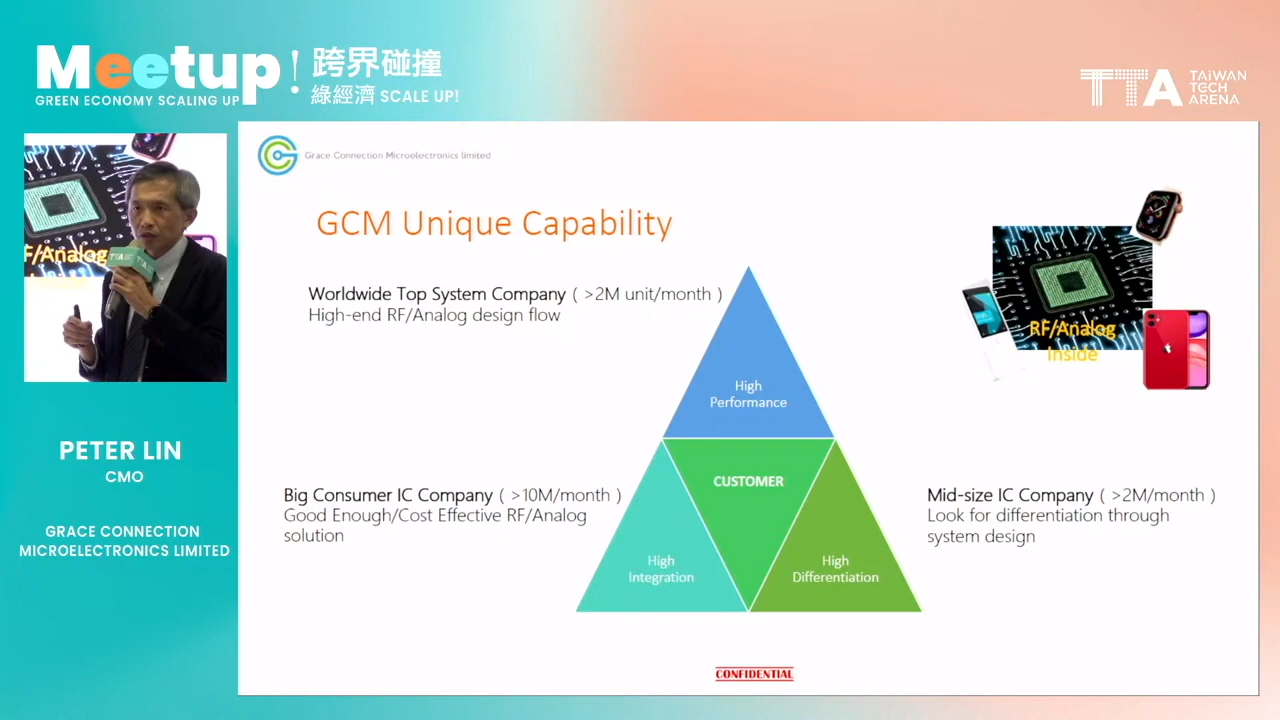 Meetup!
GREEN ECONOMY SCALING UP
跨界碰撞
綠經濟 SCALE UP!
TTA TAIWAN
TECH
ARENA
F/Analog
TTA
PETER LIN
CMO
GRACE CONNECTION
MICROELECTRONICS LIMITED
Grace Connection Microelectronics limited
GCM Unique Capability
Worldwide Top System Company ( >2M unit/month )
High-end RF/Analog design flow
RF/Analog
Inside
High
Performance
CUSTOMER
Big Consumer IC Company ( >10M/month )
Good Enough/Cost Effective RF/Analog
solution
High
Integration
High
Differentiation
Mid-size IC Company ( >2M/month )
Look for differentiation through
system design
CONFIDENTIAL